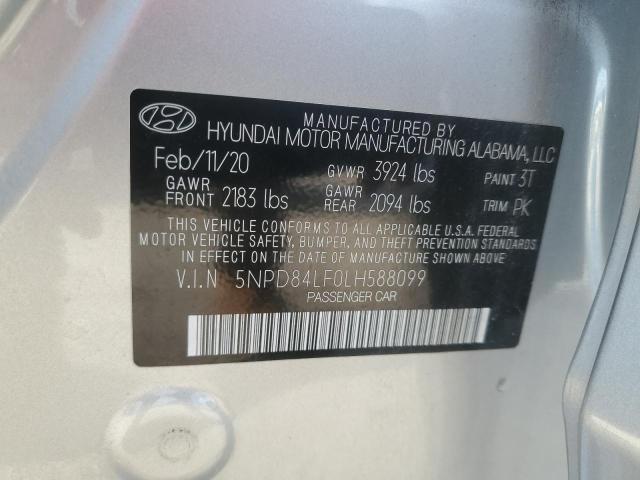 MANUFACTURED BY
HYUNDAI MOTOR MANUFACTURING ALABAMA, LLC
Feb/11/20 GVWR 3924 lbs PAINT 3T
GAWR FRONT 2183 lbs GAWR REAR 2094 lbs TRIM PK
THIS VEHICLE CONFORMS TO ALL APPLICABLE U.S.A. FEDERAL
MOTOR VEHICLE SAFETY, BUMPER, AND THEFT PREVENTION STANDARDS
IN EFFECT ON THE DATE OF MANUFACTURE SHOWN ABOVE.
V.I.N 5NPD84LF0LH588099
PASSENGER CAR